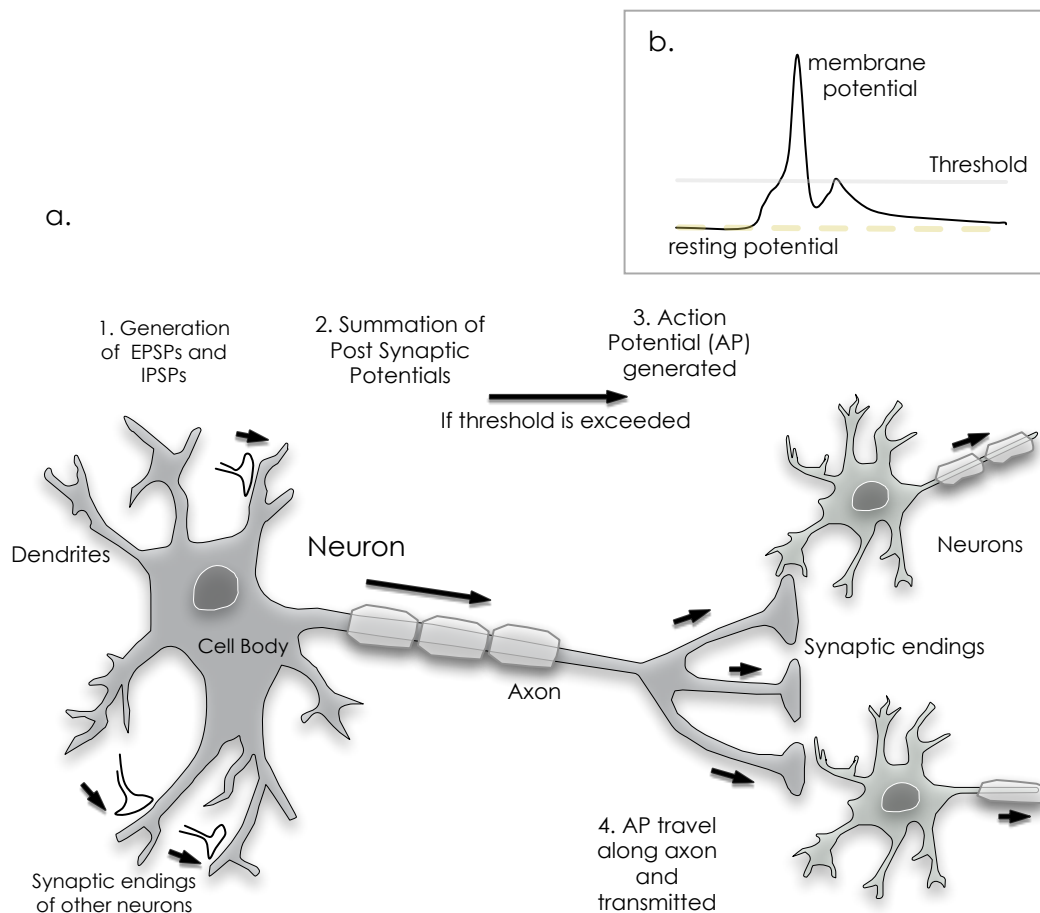 b.
membrane
potential
Threshold
resting potential
a.
1. Generation
of EPSPs and
IPSPs
2. Summation of
Post Synaptic
Potentials
3. Action
Potential (AP)
generated
If threshold is exceeded
Dendrites
Neuron
Neurons
Cell Body
Synaptic endings
Axon
4. AP travel
along axon
and
transmitted
Synaptic endings
of other neurons